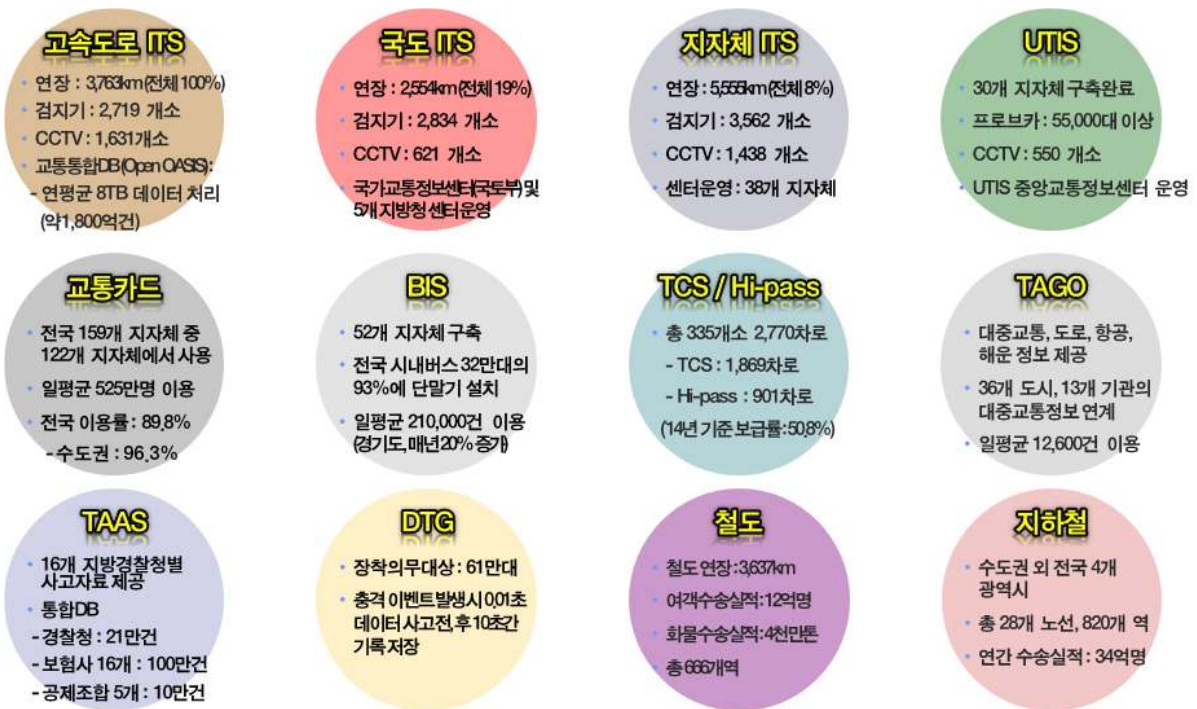 고속도로 ITS
• 연장 : 3,763km(전체 100%)
• 검지기 : 2,719 개소
• CCTV : 1,631개소
• 교통통합DB(Open OASIS) :
- 연평균 8TB 데이터 처리
(약1,800억건)
국도 ITS
• 연장 : 2,554km(전체 19%)
• 검지기 : 2,834 개소
• CCTV : 621 개소
• 국가교통정보센터(국토부) 및
5개 지방청 센터 운영
지자체 ITS
• 연장 : 5,555km(전체 8%)
• 검지기 : 3,562 개소
• CCTV : 1,438 개소
• 센터운영 : 38개 지자체
UTIS
• 30개 지자체 구축완료
• 프로브카 : 55,000대 이상
• CCTV : 550 개소
• UTIS 중앙교통정보센터 운영
교통카드
• 전국 159개 지자체 중
122개 지자체에서 사용
• 일평균 525만명 이용
• 전국 이용률 : 89.8%
- 수도권 : 96.3%
BIS
• 52개 지자체 구축
• 전국 시내버스 32만대의
93%에 단말기 설치
• 일평균 210,000건 이용
(경기도, 매년 20% 증가)
TCS / Hi-pass
• 총 335개소 2,770차로
- TCS : 1,869차로
- Hi-pass : 901차로
('14년 기준 보급률 : 50.8%)
TAGO
• 대중교통, 도로, 항공,
해운 정보 제공
• 36개 도시, 13개 기관의
대중교통정보 연계
• 일평균 12,600건 이용
TAAS
• 16개 지방경찰청별
사고자료 제공
• 통합DB
- 경찰청 : 21만건
- 보험사 16개 : 100만건
- 공제조합 5개 : 10만건
DTG
• 장착의무대상 : 61만대
• 충격 이벤트 발생시 0.01초
데이터 사고전, 후 10초간
기록 저장
철도
• 철도 연장 : 3,637km
• 여객수송실적 : 12억명
• 화물수송실적 : 4천만톤
• 총 666개역
지하철
• 수도권 외 전국 4개
광역시
• 총 28개 노선, 820개 역
• 연간 수송실적 : 34억명